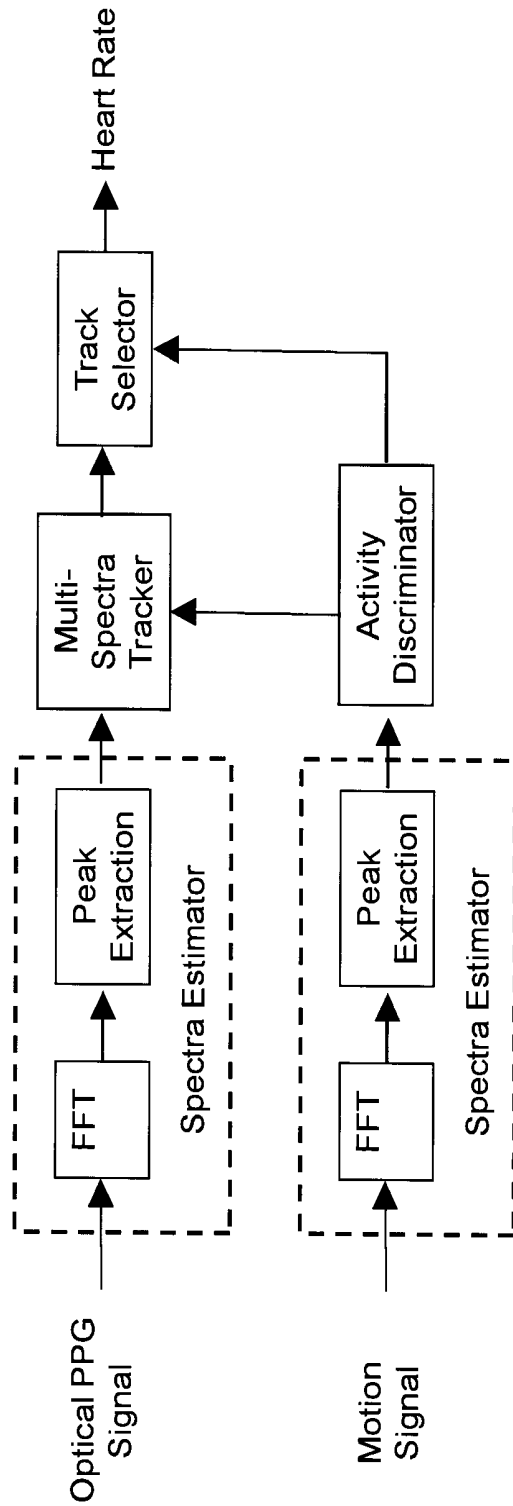 Optical PPG
Signal
FFT
Peak
Extraction
Spectra Estimator
Multi-
Spectra
Tracker
Track
Selector
Heart Rate
Motion
Signal
FFT
Peak
Extraction
Spectra Estimator
Activity
Discriminator